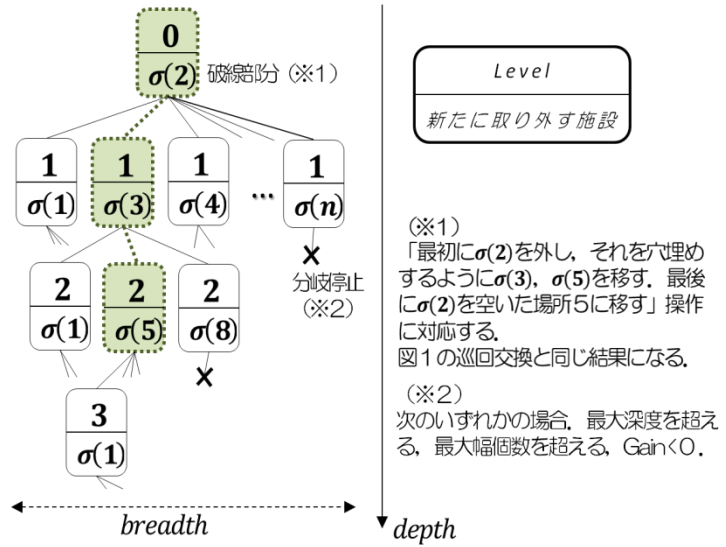 0
σ(2)
破線部分（※1）
Level
新たに取り外す施設
1
σ(1)
1
σ(3)
1
σ(4)
…
1
σ(n)
分岐停止
（※2）
2
σ(1)
2
σ(5)
2
σ(8)
3
σ(1)
（※1）
「最初にσ(2)を外し，それを穴埋め
するようにσ(3)，σ(5)を移す．最後
にσ(2)を空いた場所5に移す」操作
に対応する．
図1の巡回交換と同じ結果になる．
（※2）
次のいずれかの場合．最大深度を超え
る，最大幅個数を超える，Gain<0．
breadth
depth